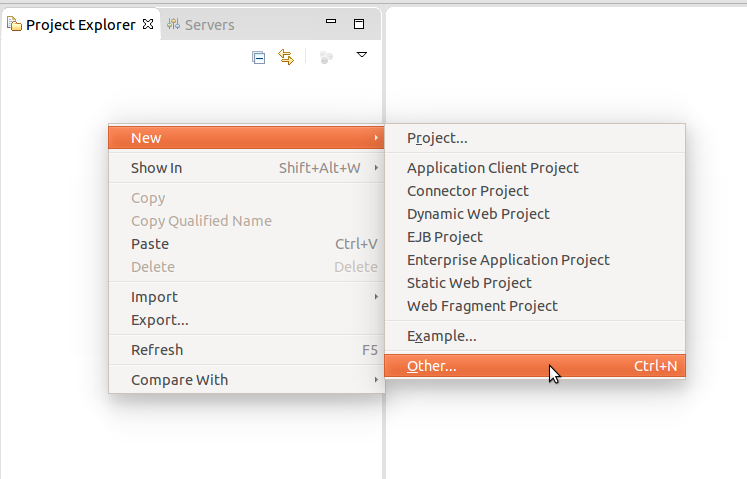 Project Explorer Servers
New
Show In Shift+Alt+W
Copy
Copy Qualified Name
Paste Ctrl+V
Delete Delete
Import
Export...
Refresh F5
Compare With
Project...
Application Client Project
Connector Project
Dynamic Web Project
EJB Project
Enterprise Application Project
Static Web Project
Web Fragment Project
Example...
Other... Ctrl+N